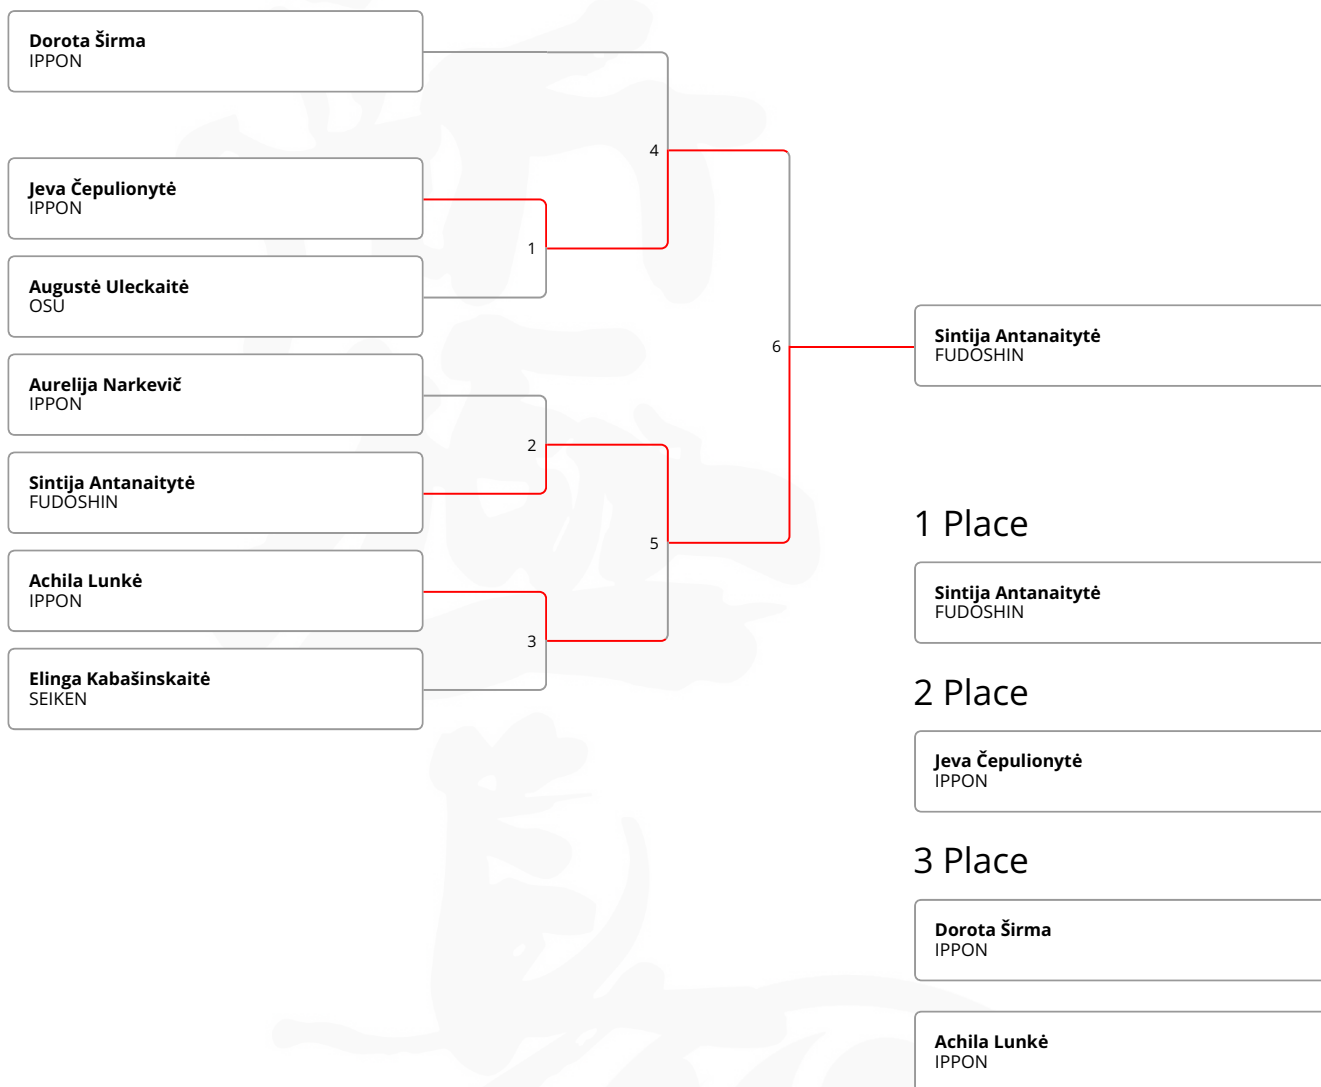 Dorota Širma
IPPON
Jeva Čepulionytė
IPPON
Augustė Uleckaitė
OSU
Aurelija Narkevič
IPPON
Sintija Antanaitytė
FUDOSHIN
Achila Lunkė
IPPON
Elinga Kabašinskaitė
SEIKEN
1
2
3
4
5
6
Sintija Antanaitytė
FUDOSHIN
1 Place
Sintija Antanaitytė
FUDOSHIN
2 Place
Jeva Čepulionytė
IPPON
3 Place
Dorota Širma
IPPON
Achila Lunkė
IPPON